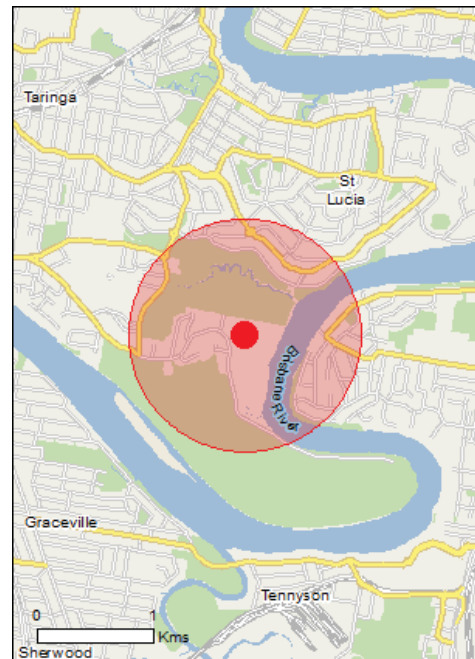 Taringa
St
Lucia
Brisbane River
Graceville
Tennyson
0 1
Kms
Sherwood